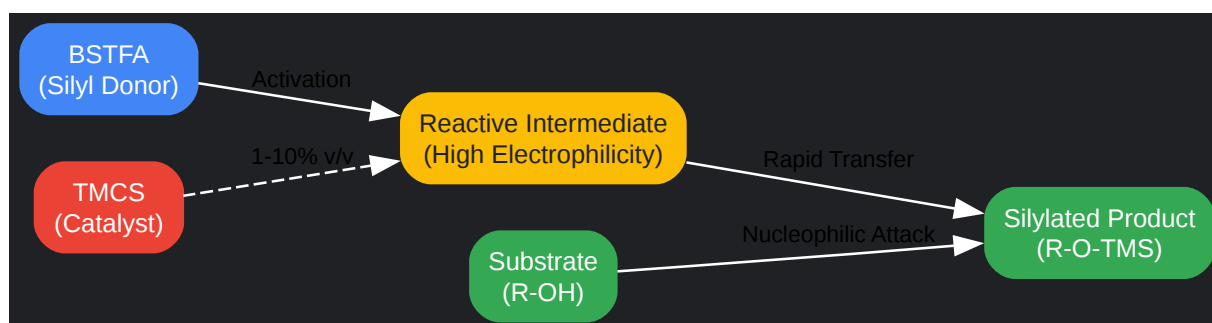 BSTFA
(Silyl Donor)
Activation
Reactive Intermediate
(High Electrophilicity)
1-10% v/v
TMCS
(Catalyst)
Rapid Transfer
Silylated Product
(R-O-TMS)
Nucleophilic Attack
Substrate
(R-OH)